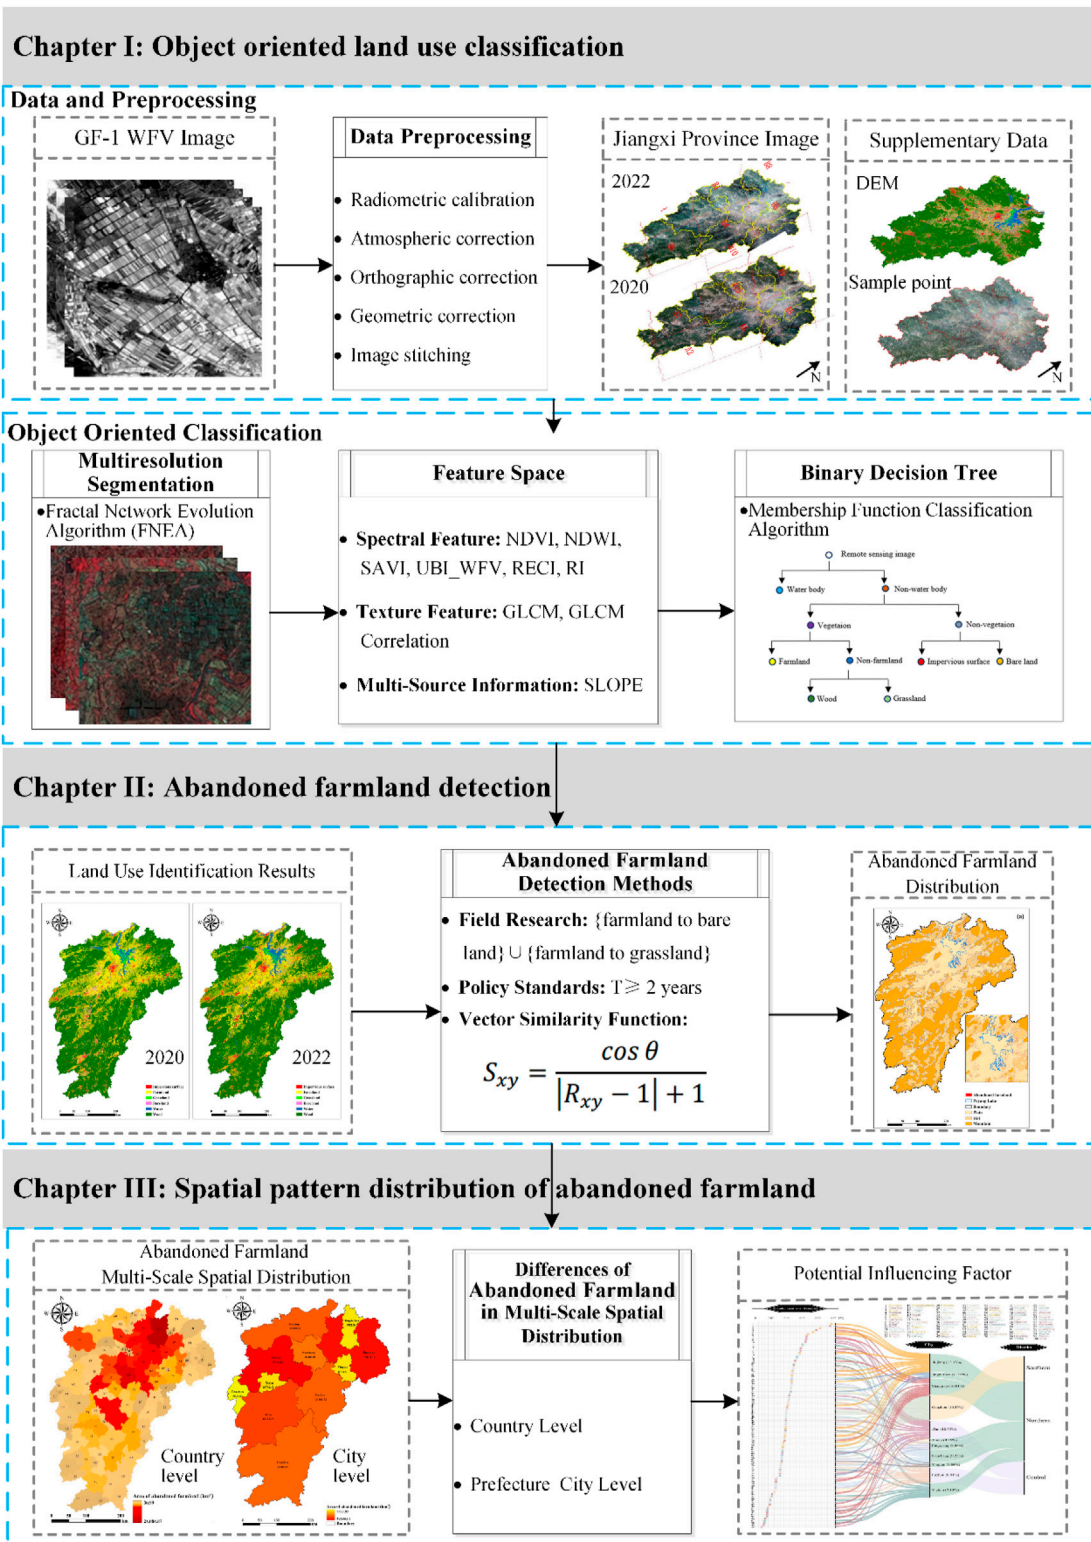 Chapter I: Object oriented land use classification
Data and Preprocessing
GF-1 WFV Image
Data Preprocessing
• Radiometric calibration
• Atmospheric correction
• Orthographic correction
• Geometric correction
• Image stitching
Jiangxi Province Image
2022
2020
N
Supplementary Data
DEM
Sample point
N
Object Oriented Classification
Multiresolution
Segmentation
•Fractal Network Evolution
Algorithm (FNEA)
Feature Space
• Spectral Feature: NDVI, NDWI,
SAVI, UBI_WFV, RECI, RI
• Texture Feature: GLCM, GLCM
Correlation
• Multi-Source Information: SLOPE
Binary Decision Tree
•Membership Function Classification
Algorithm
Remote sensing image
Water body
Non-water body
Vegetaion
Non-vegetaion
Farmland
Non-farmland
Impervious surface
Bare land
Wood
Grassland
Chapter II: Abandoned farmland detection
Land Use Identification Results
2020
2022
Abandoned Farmland
Detection Methods
• Field Research: {farmland to bare
land} ∪ {farmland to grassland}
• Policy Standards: T≥ 2 years
• Vector Similarity Function:
S_xy = cos θ / (|R_xy − 1| + 1)
Abandoned Farmland
Distribution
Chapter III: Spatial pattern distribution of abandoned farmland
Abandoned Farmland
Multi-Scale Spatial Distribution
Country
level
City
level
Differences of
Abandoned Farmland
in Multi-Scale Spatial
Distribution
• Country Level
• Prefecture City Level
Potential Influencing Factor
Northern
Central